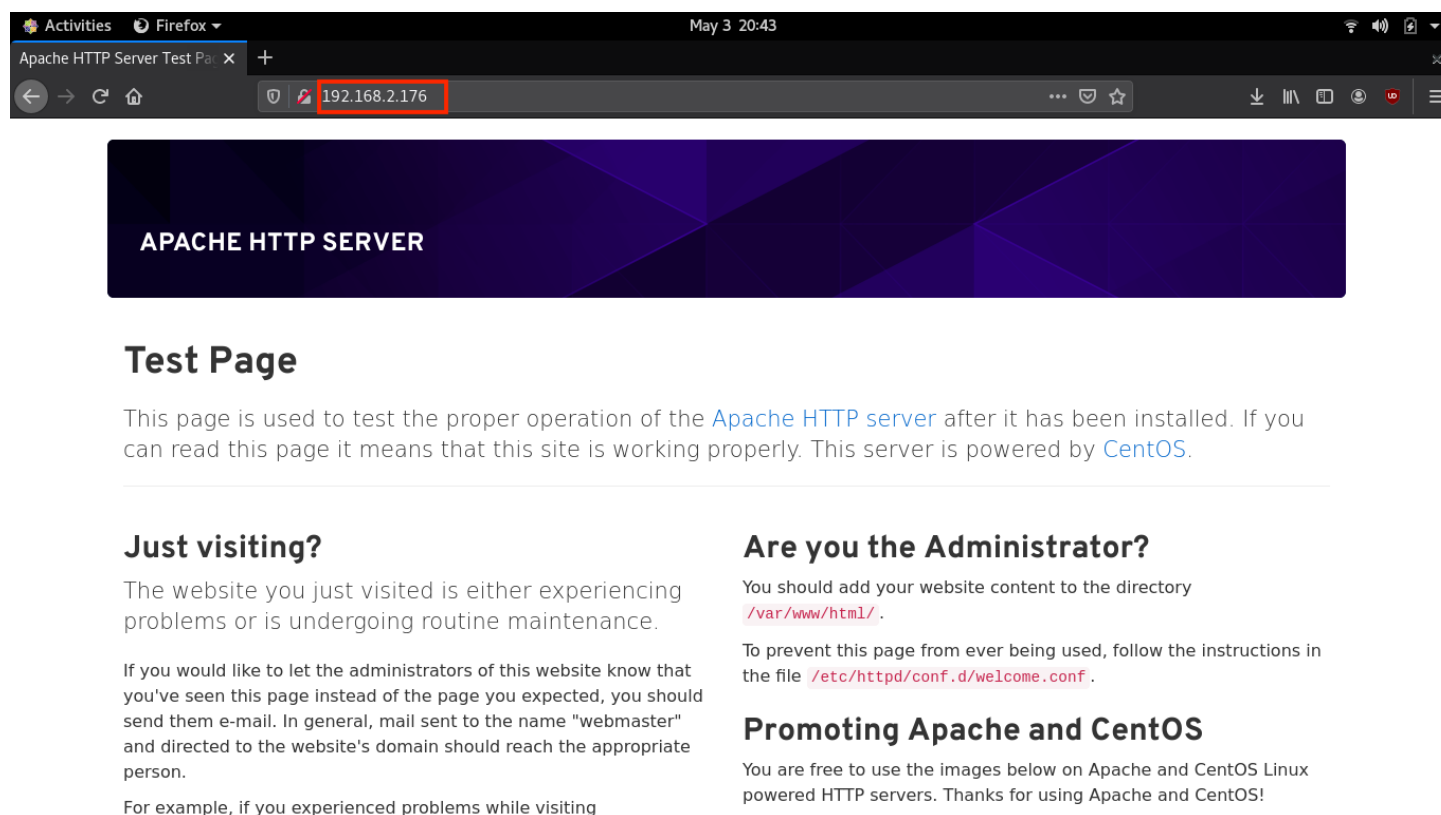 Activities Firefox May 3 20:43
Apache HTTP Server Test Pa
192.168.2.176
APACHE HTTP SERVER
Test Page
This page is used to test the proper operation of the Apache HTTP server after it has been installed. If you
can read this page it means that this site is working properly. This server is powered by CentOS.
Just visiting?
The website you just visited is either experiencing
problems or is undergoing routine maintenance.
If you would like to let the administrators of this website know that
you've seen this page instead of the page you expected, you should
send them e-mail. In general, mail sent to the name "webmaster"
and directed to the website's domain should reach the appropriate
person.
For example, if you experienced problems while visiting
Are you the Administrator?
You should add your website content to the directory
/var/www/html/.
To prevent this page from ever being used, follow the instructions in
the file /etc/httpd/conf.d/welcome.conf.
Promoting Apache and CentOS
You are free to use the images below on Apache and CentOS Linux
powered HTTP servers. Thanks for using Apache and CentOS!